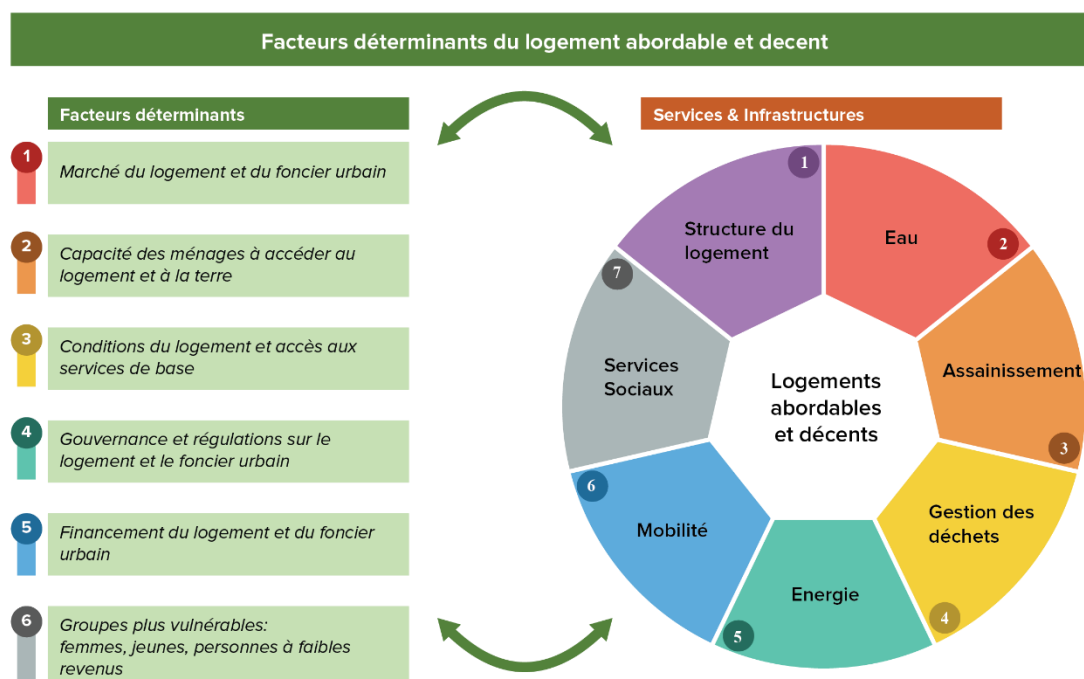 Facteurs déterminants du logement abordable et decent
Facteurs déterminants
1
Marché du logement et du foncier urbain
2
Capacité des ménages à accéder au
logement et à la terre
3
Conditions du logement et accès aux
services de base
4
Gouvernance et régulations sur le
logement et le foncier urbain
5
Financement du logement et du foncier
urbain
6
Groupes plus vulnérables:
femmes, jeunes, personnes à faibles
revenus
Services & Infrastructures
1
Structure du
logement
Eau
2
Assainissement
3
Gestion des
déchets
4
Energie
5
Mobilité
6
Services
Sociaux
7
Logements
abordables
et décents